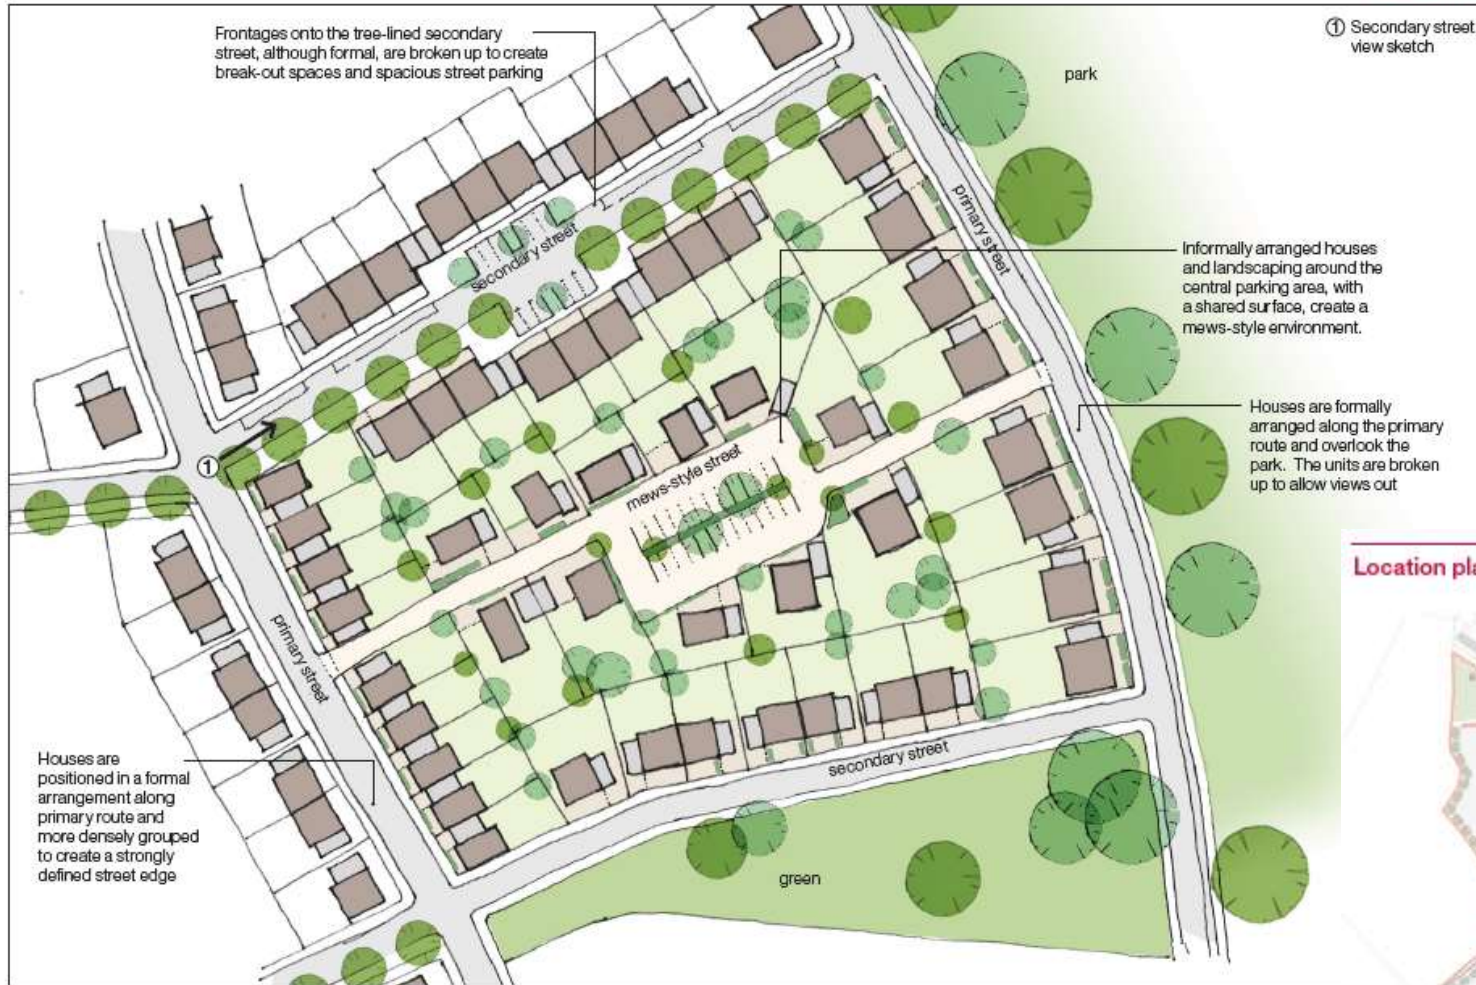 Frontages onto the tree-lined secondary
street, although formal, are broken up to create
break-out spaces and spacious street parking
① Secondary street
view sketch
park
primary street
secondary street
Informally arranged houses
and landscaping around the
central parking area, with
a shared surface, create a
mews-style environment.
Houses are formally
arranged along the primary
route and overlook the
park. The units are broken
up to allow views out
①
mews-style street
Location pla
primary street
Houses are
positioned in a formal
arrangement along
primary route and
more densely grouped
to create a strongly
defined street edge
secondary street
green